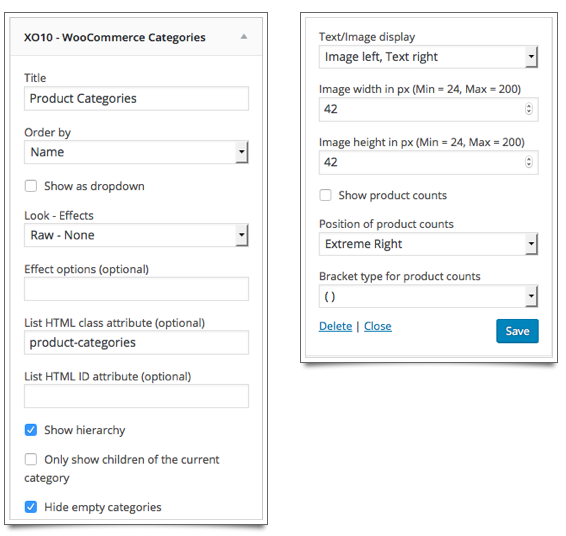 XO10 - WooCommerce Categories
Title
Product Categories
Order by
Name
Show as dropdown
Look - Effects
Raw - None
Effect options (optional)
List HTML class attribute (optional)
product-categories
List HTML ID attribute (optional)
Show hierarchy
Only show children of the current
category
Hide empty categories
Text/Image display
Image left, Text right
Image width in px (Min = 24, Max = 200)
42
Image height in px (Min = 24, Max = 200)
42
Show product counts
Position of product counts
Extreme Right
Bracket type for product counts
( )
Delete | Close
Save